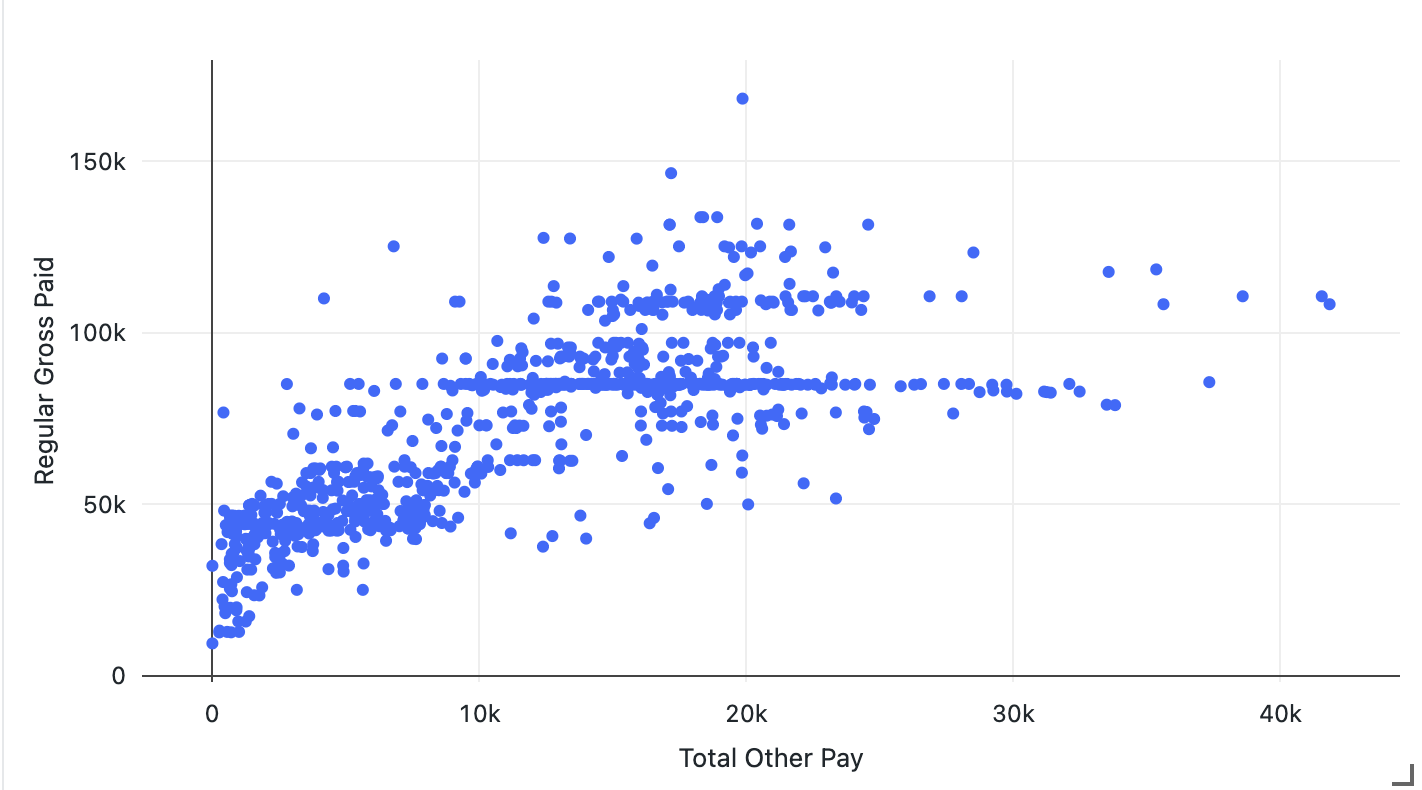 150k
100k
50k
0
Regular Gross Paid
0
10k
20k
30k
40k
Total Other Pay